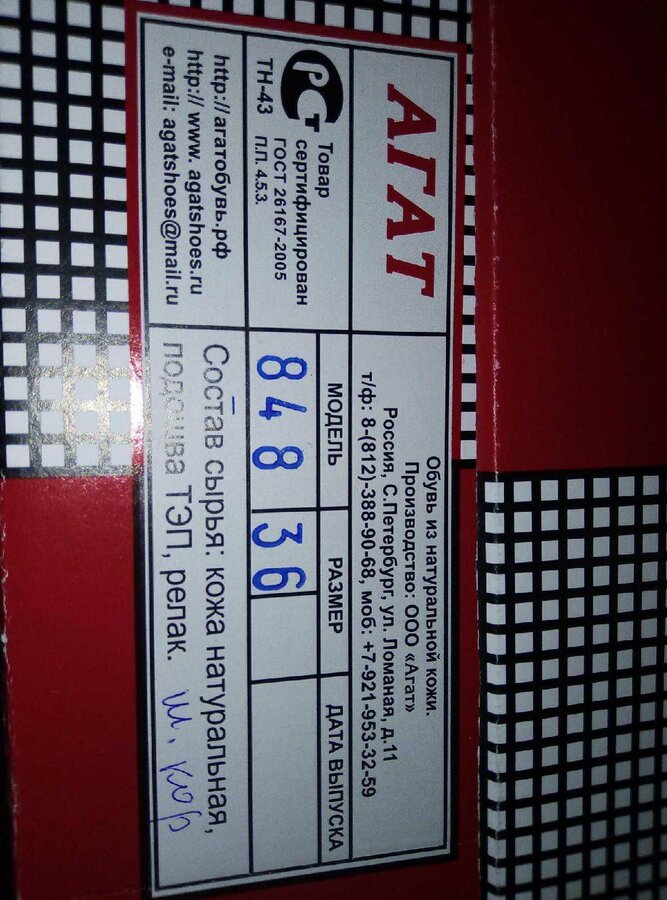 АГАТ
Обувь из натуральной кожи.
Производство: ООО «Агат»
Россия, С.Петербург, ул. Ломаная, д.11
т/ф: 8-(812)-388-90-68, моб: +7-921-953-32-59
РСТ
ТН-43
Товар
сертифицирован
ГОСТ 26167-2005
П.П. 4.5.3.
МОДЕЛЬ РАЗМЕР ДАТА ВЫПУСКА
848 36
http://агатобувь.рф
http:// www. agatshoes.ru
e-mail: agatshoes@mail.ru
Состав сырья: кожа натуральная,
подошва ТЭП, релак. ш. кор